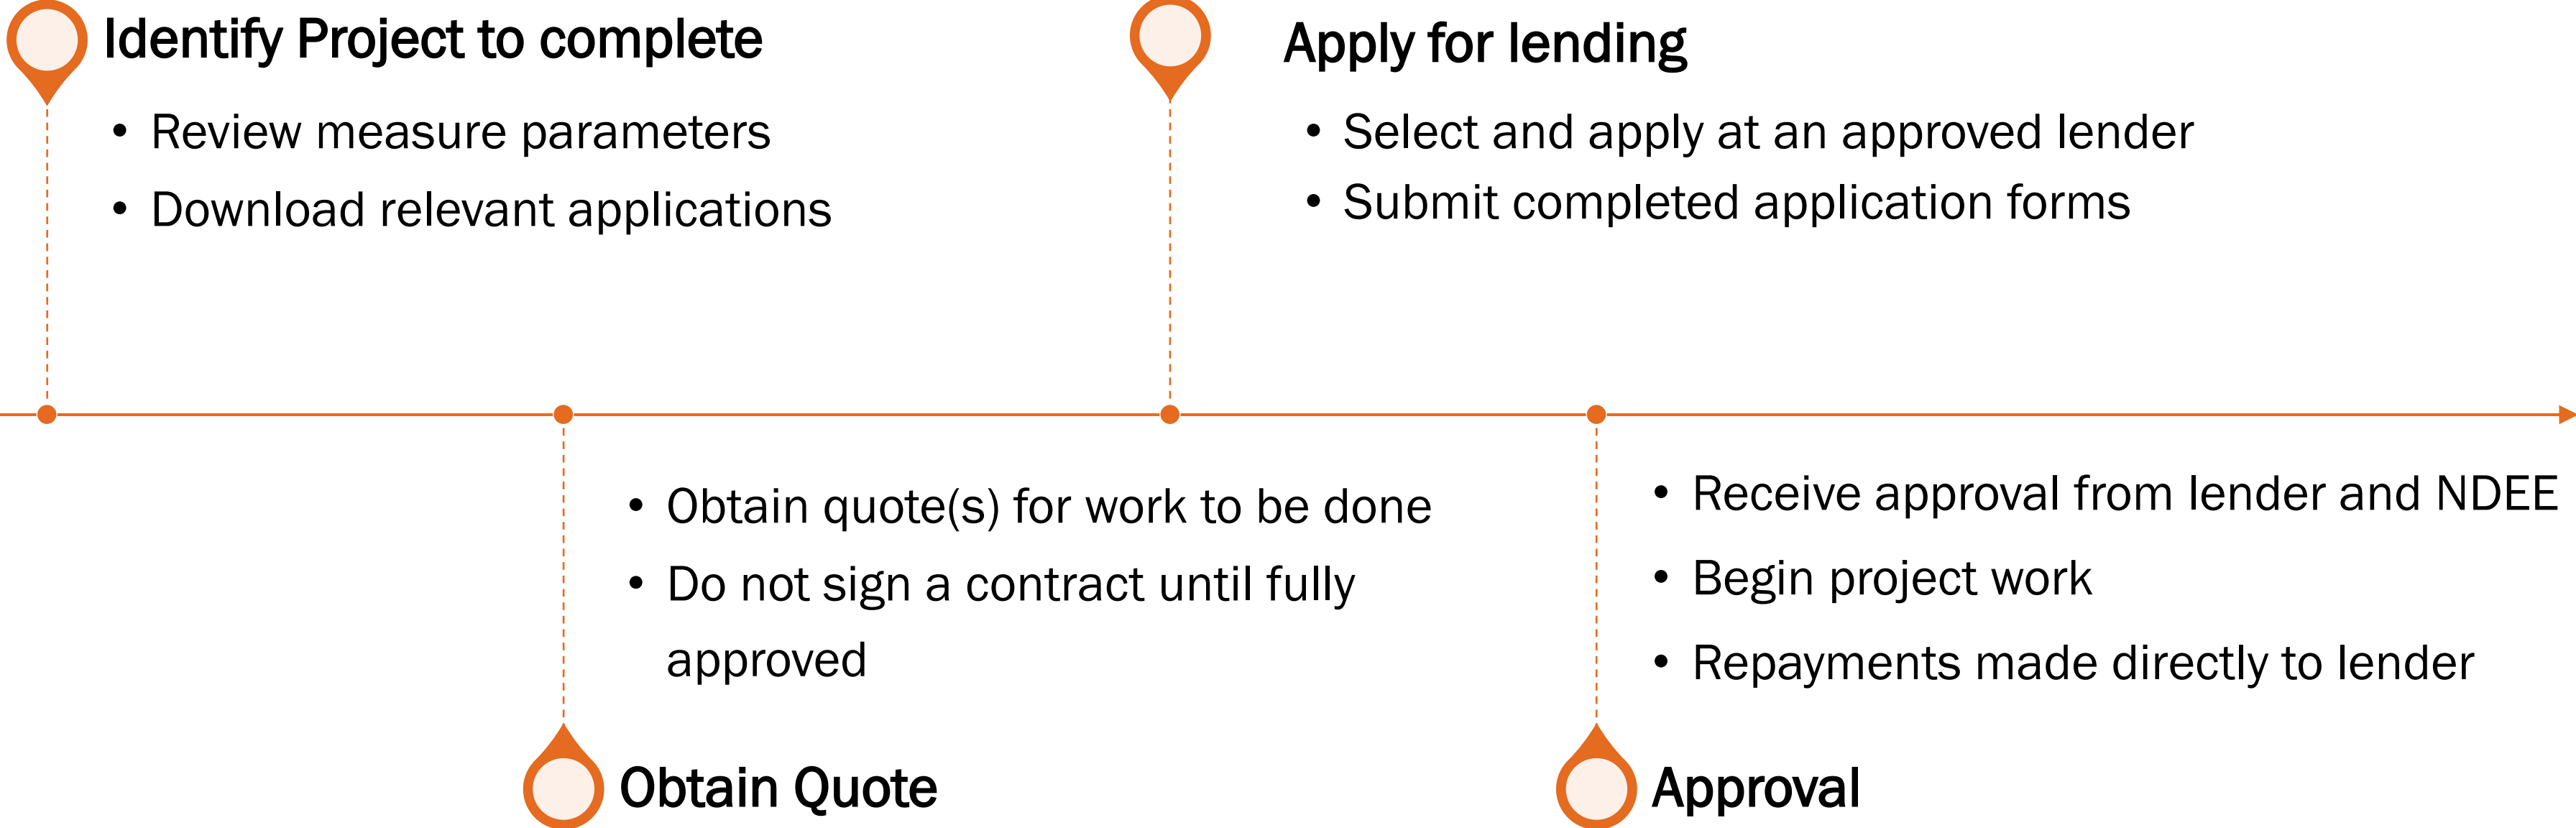 Identify Project to complete
• Review measure parameters
• Download relevant applications
• Obtain quote(s) for work to be done
• Do not sign a contract until fully
approved
Obtain Quote
Apply for lending
• Select and apply at an approved lender
• Submit completed application forms
• Receive approval from lender and NDEE
• Begin project work
• Repayments made directly to lender
Approval